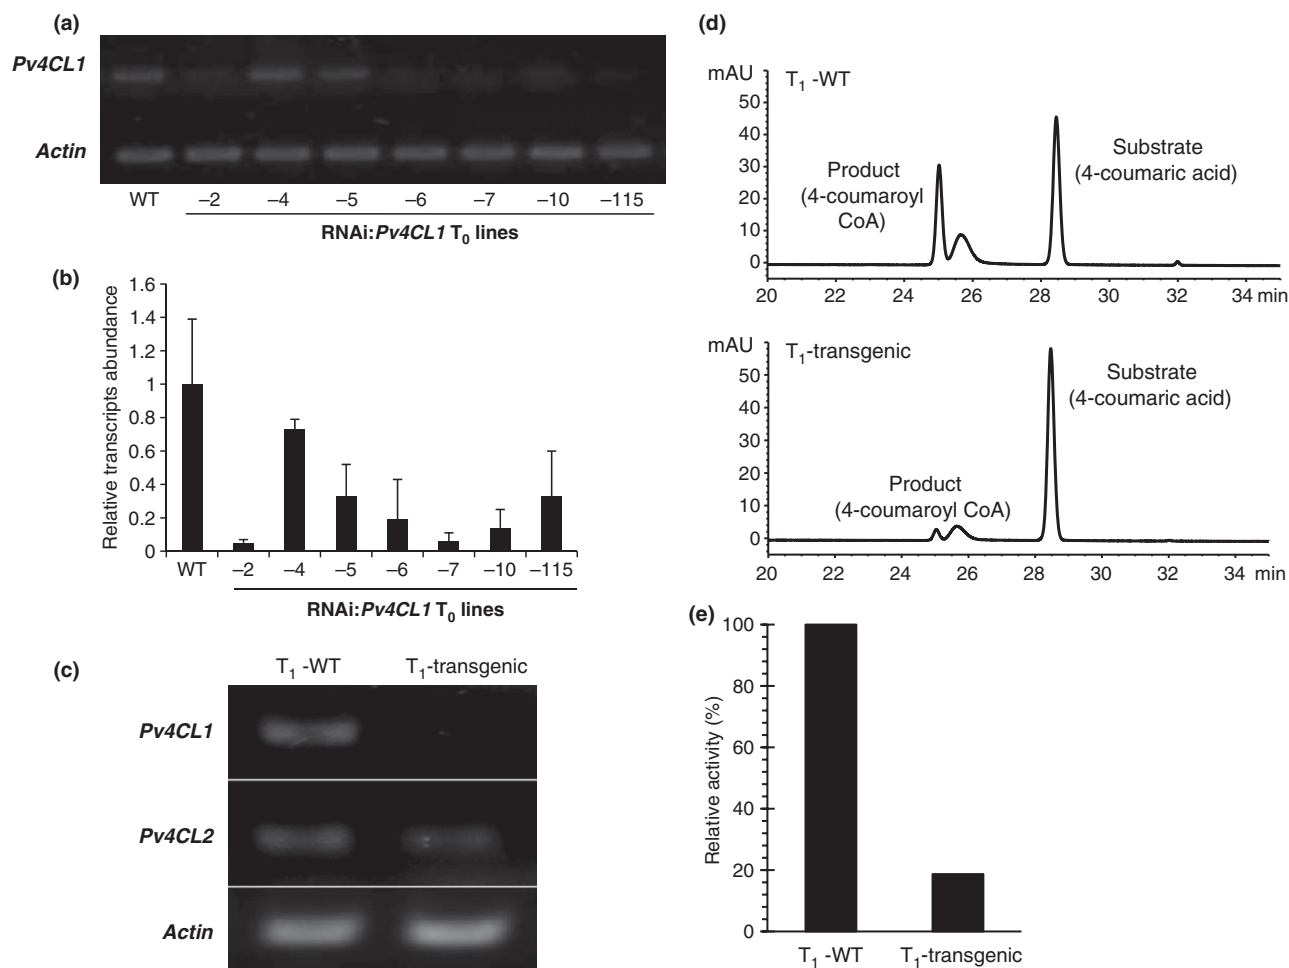 (a)
Pv4CL1
Actin
WT –2 –4 –5 –6 –7 –10 –115
RNAi:Pv4CL1 T0 lines
(b)
Relative transcripts abundance
1.6
1.4
1.2
1
0.8
0.6
0.4
0.2
0
WT –2 –4 –5 –6 –7 –10 –115
RNAi:Pv4CL1 T0 lines
(c)
T1 -WT T1-transgenic
Pv4CL1
Pv4CL2
Actin
(d)
mAU
T1 -WT
50
40
30
20
10
0
Product
(4-coumaroyl
CoA)
Substrate
(4-coumaric acid)
20 22 24 26 28 30 32 34 min
mAU
T1-transgenic
50
40
30
20
10
0
Product
(4-coumaroyl CoA)
Substrate
(4-coumaric acid)
20 22 24 26 28 30 32 34 min
(e)
Relative activity (%)
100
80
60
40
20
0
T1 -WT T1-transgenic